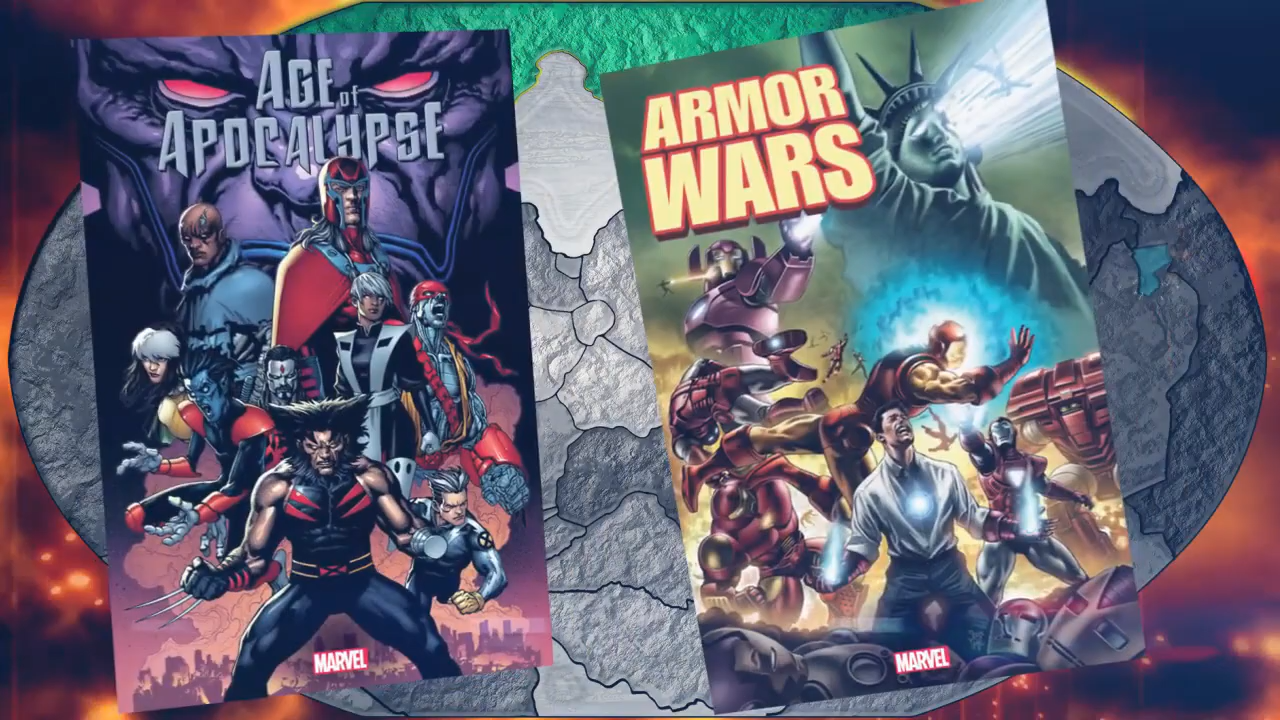 AGE of
APOCALYPSE
MARVEL
ARMOR
WARS
MARVEL